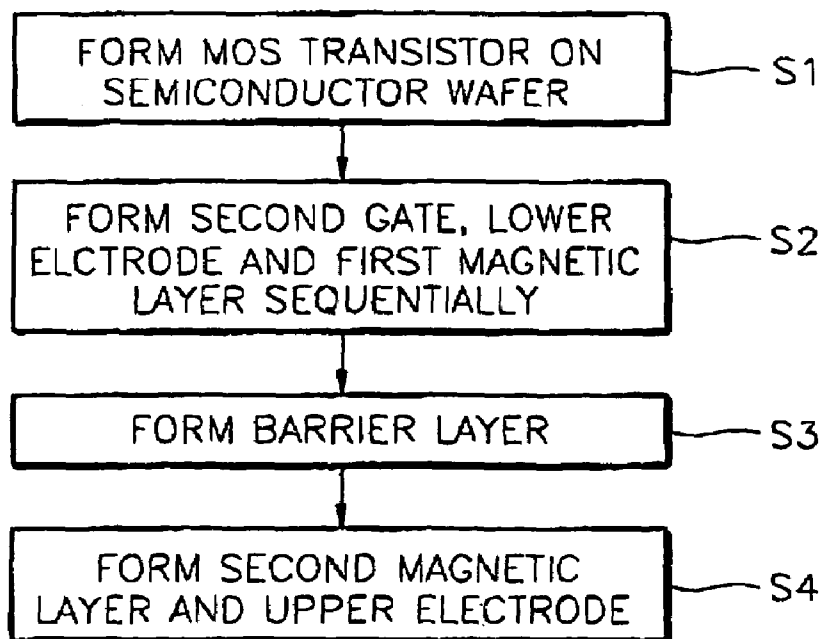 FORM MOS TRANSISTOR ON
SEMICONDUCTOR WAFER
S1
FORM SECOND GATE, LOWER
ELCTRODE AND FIRST MAGNETIC
LAYER SEQUENTIALLY
S2
FORM BARRIER LAYER
S3
FORM SECOND MAGNETIC
LAYER AND UPPER ELECTRODE
S4